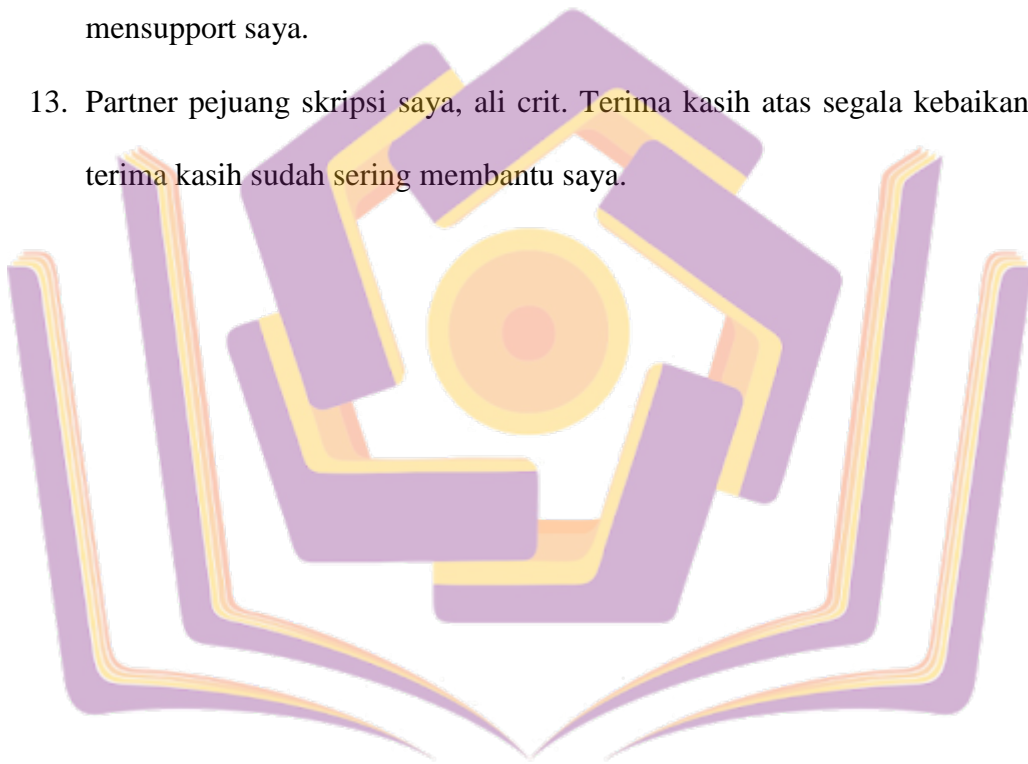 mensupport saya.
13. Partner pejuang skripsi saya, ali crit. Terima kasih atas segala kebaikan
terima kasih sudah sering membantu saya.